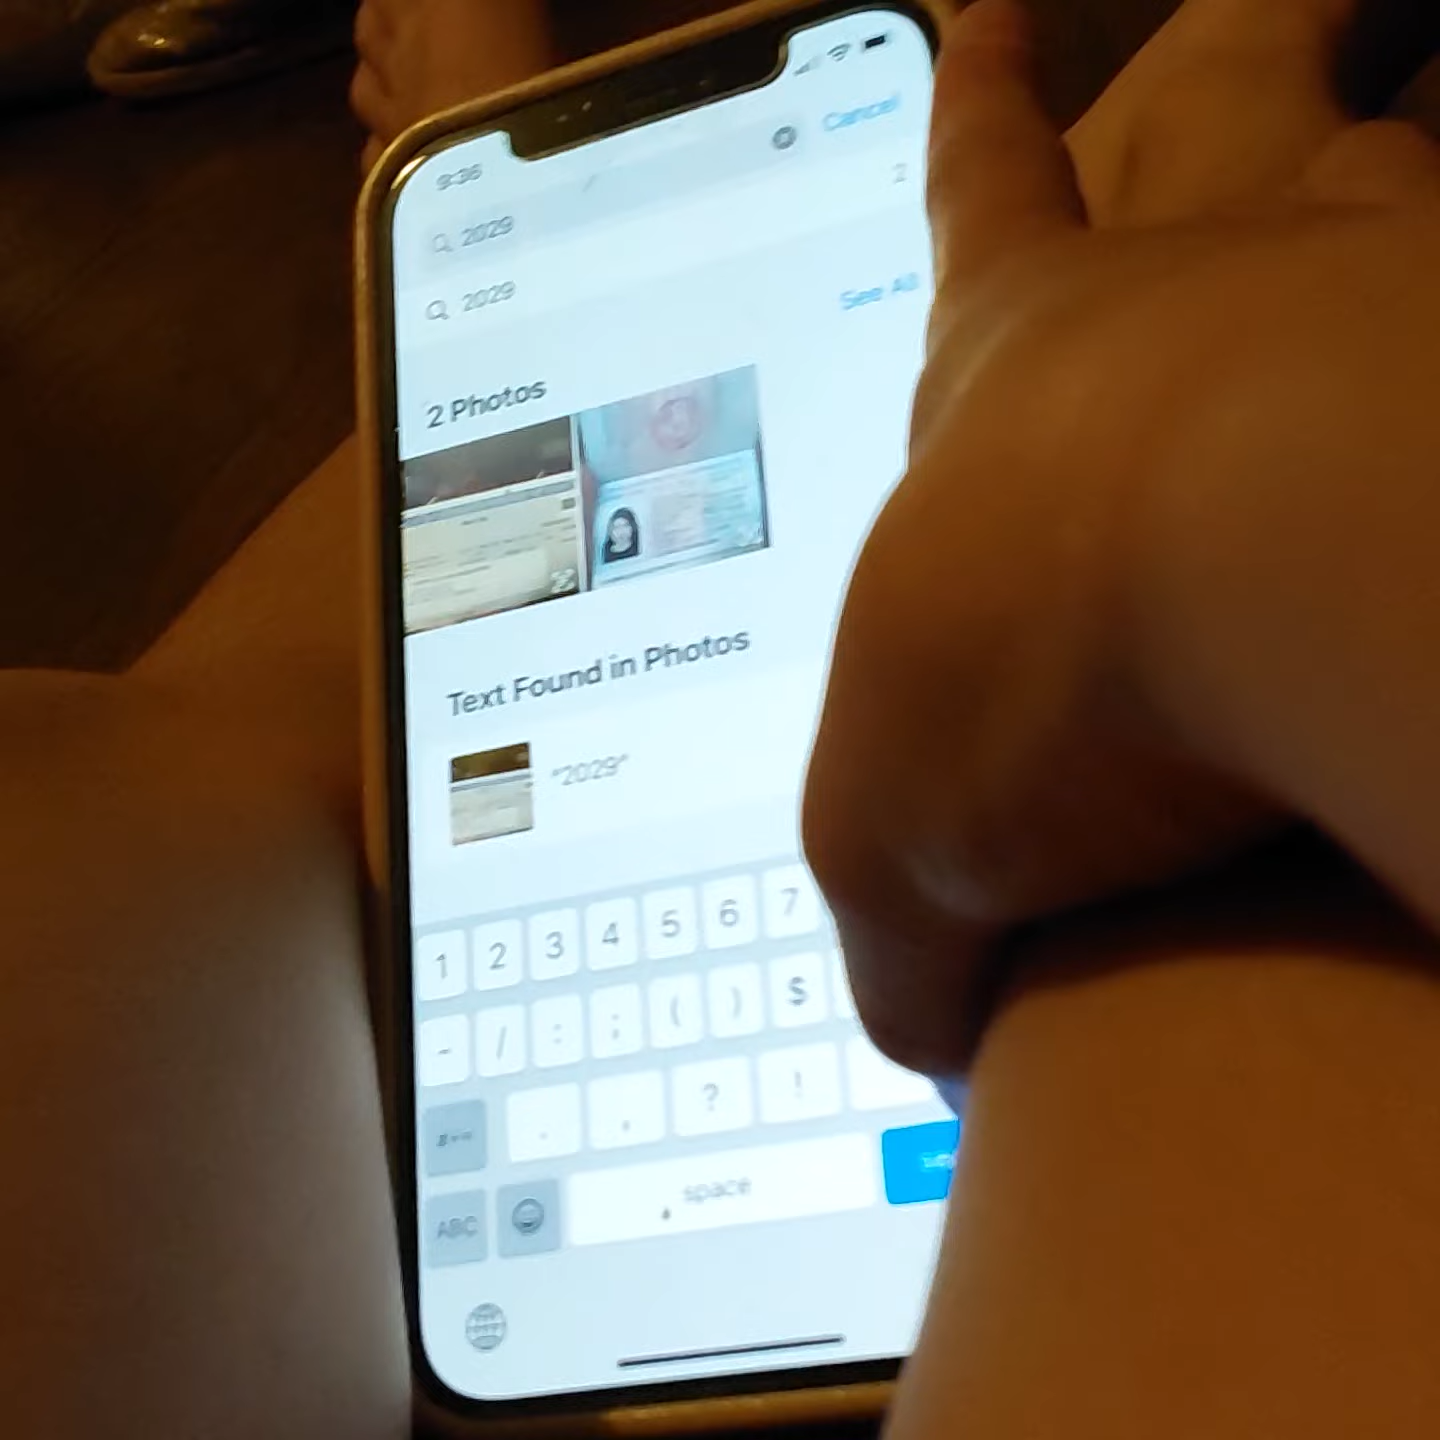 9:36
Cancel
2029
2
2029
See All
2 Photos
Text Found in Photos
"2029"
1 2 3 4 5 6 7
- / : ; ( ) $
. , ? !
#+=
ABC space